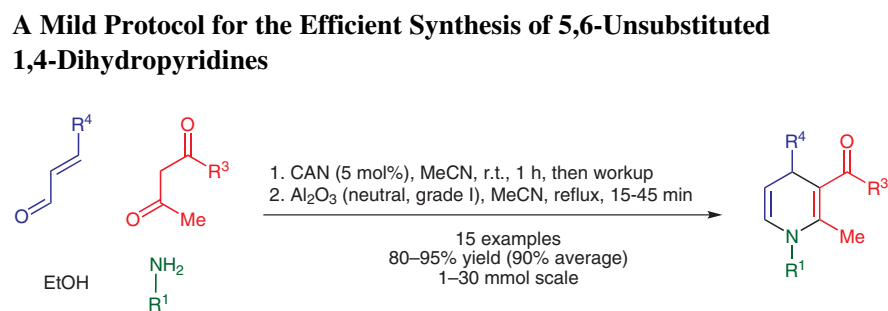 A Mild Protocol for the Efficient Synthesis of 5,6-Unsubstituted
1,4-Dihydropyridines
R⁴
O
R³
O
Me
O
EtOH
NH₂
R¹
1. CAN (5 mol%), MeCN, r.t., 1 h, then workup
2. Al₂O₃ (neutral, grade I), MeCN, reflux, 15-45 min
15 examples
80–95% yield (90% average)
1–30 mmol scale
R⁴
O
R³
N
Me
R¹